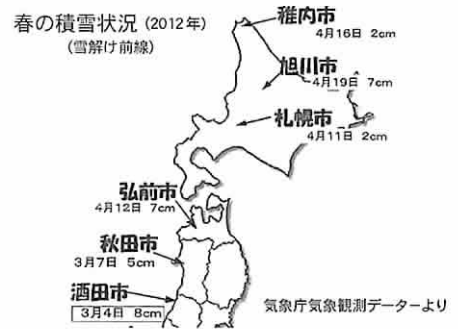 春の積雪状況 (2012年)
(雪解け前線)
稚内市
4月16日 2cm
旭川市
4月19日 7cm
札幌市
4月11日 2cm
弘前市
4月12日 7cm
秋田市
3月7日 5cm
酒田市
3月4日 8cm
気象庁気象観測データーより